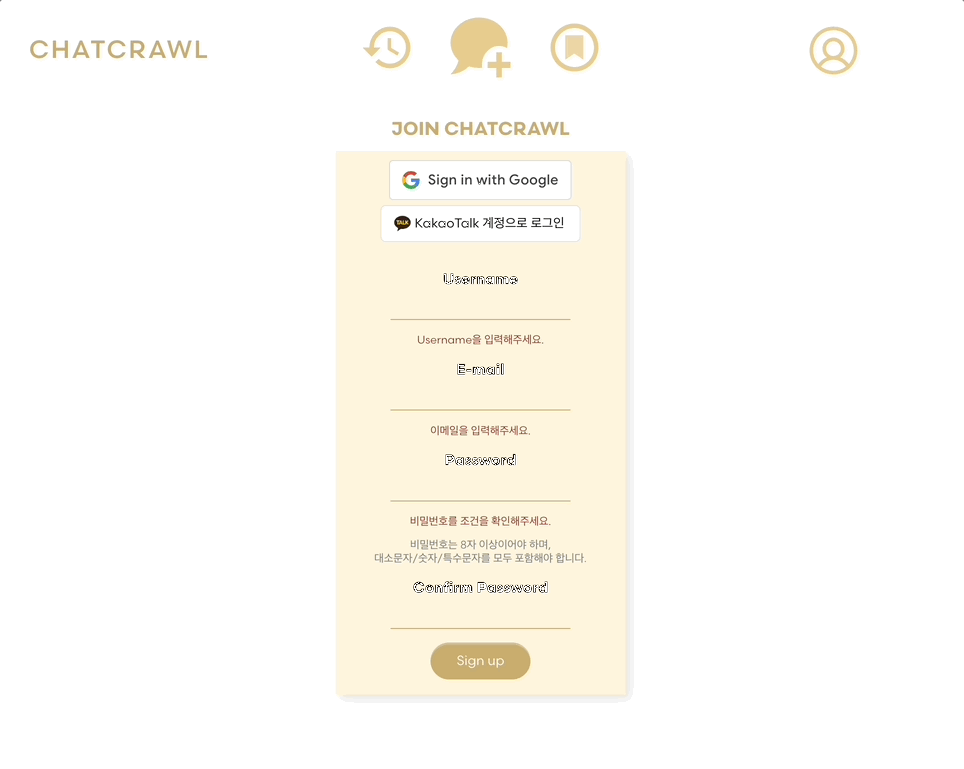 CHATCRAWL
JOIN CHATCRAWL
Sign in with Google
TALK
KakaoTalk 계정으로 로그인
Username
Username을 입력해주세요.
E-mail
이메일을 입력해주세요.
Password
비밀번호를 조건을 확인해주세요.
비밀번호는 8자 이상이어야 하며,
대소문자/숫자/특수문자를 모두 포함해야 합니다.
Confirm Password
Sign up